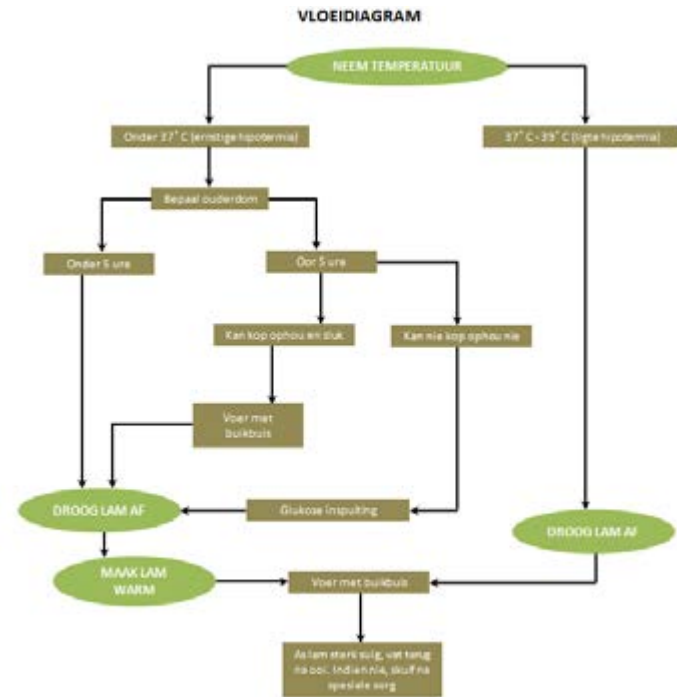 VLOEIDIAGRAM
NEEM TEMPERATUUR
Onder 37° C (ernstige hipotermia)
37° C - 39° C (ligte hipotermia)
Bepaal ouderdom
Onder 5 ure
Oor 5 ure
Kan kop ophou en sluk
Kan nie kop ophou nie
Voer met
buikbuis
DROOG LAM AF
Glukose inspuiting
DROOG LAM AF
MAAK LAM
WARM
Voer met buikbuis
As lam sterk suig, vat terug
na ooi. Indien nie, skuif na
spesiale sorg